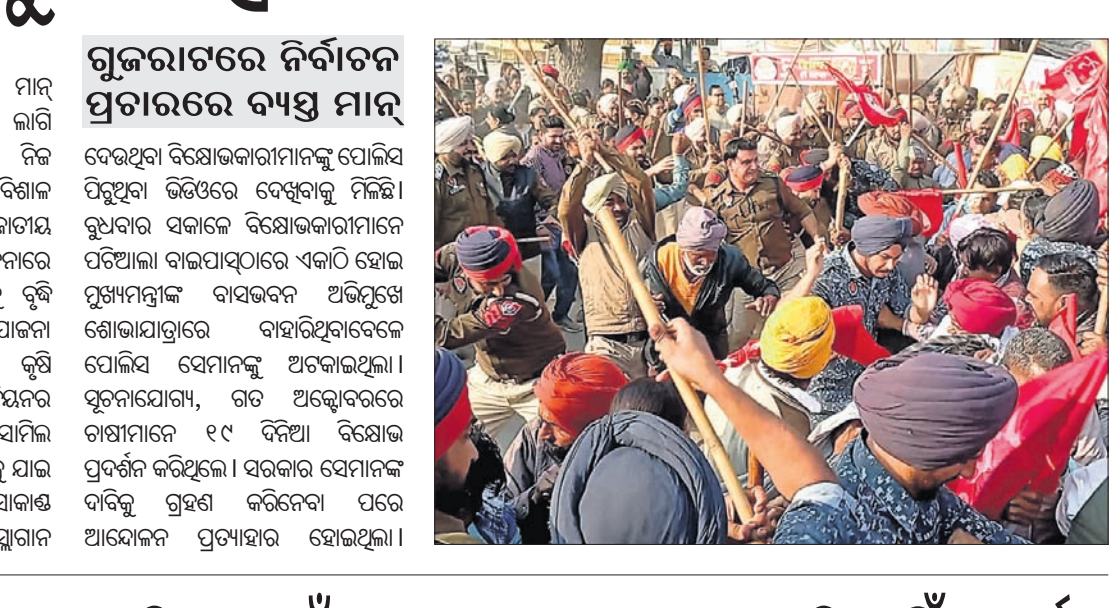 ମାନ୍
ଲାଗି
ନିଜ
ବିଶାଳ
ବୃଦ୍ଧି
କୃଷି
ସାମିଲ
ଯାଇ
ଗୁଜରାଟରେ ନିର୍ବାଚନ
ପ୍ରଚାରରେ ବ୍ୟସ୍ତ ମାନ୍
ଦେଉଥିବା ବିକ୍ଷୋଭକାରୀମାନଙ୍କୁ ପୋଲିସ
ପିଟୁଥିବା ଭିଡିଓରେ ଦେଖିବାକୁ ମିଳିଛି।
ବୁଧବାର ସକାଳେ ବିକ୍ଷୋଭକାରୀମାନେ
ପଟିଆଲା ବାଇପାସ୍‌ଠାରେ ଏକାଠି ହୋଇ
ମୁଖ୍ୟମନ୍ତ୍ରୀଙ୍କ ବାସଭବନ ଅଭିମୁଖେ
ଶୋଭାଯାତ୍ରାରେ ବାହାରିଥିବାବେଳେ
ପୋଲିସ ସେମାନଙ୍କୁ ଅଟକାଇଥିଲା।
ସୂଚନାଯୋଗ୍ୟ, ଗତ ଅକ୍ଟୋବରରେ
ଚାଷୀମାନେ ୧୯ ଦିନିଆ ବିକ୍ଷୋଭ
ପ୍ରଦର୍ଶନ କରିଥିଲେ। ସରକାର ସେମାନଙ୍କ
ଦାବିକୁ ଗ୍ରହଣ କରିନେବା ପରେ
ଆନ୍ଦୋଳନ ପ୍ରତ୍ୟାହାର ହୋଇଥିଲା।